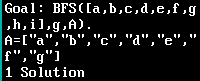 Goal: BFS([a,b,c,d,e,f,g
,h,i],g,A).
A=["a","b","c","d","e","
f","g"]
1 Solution